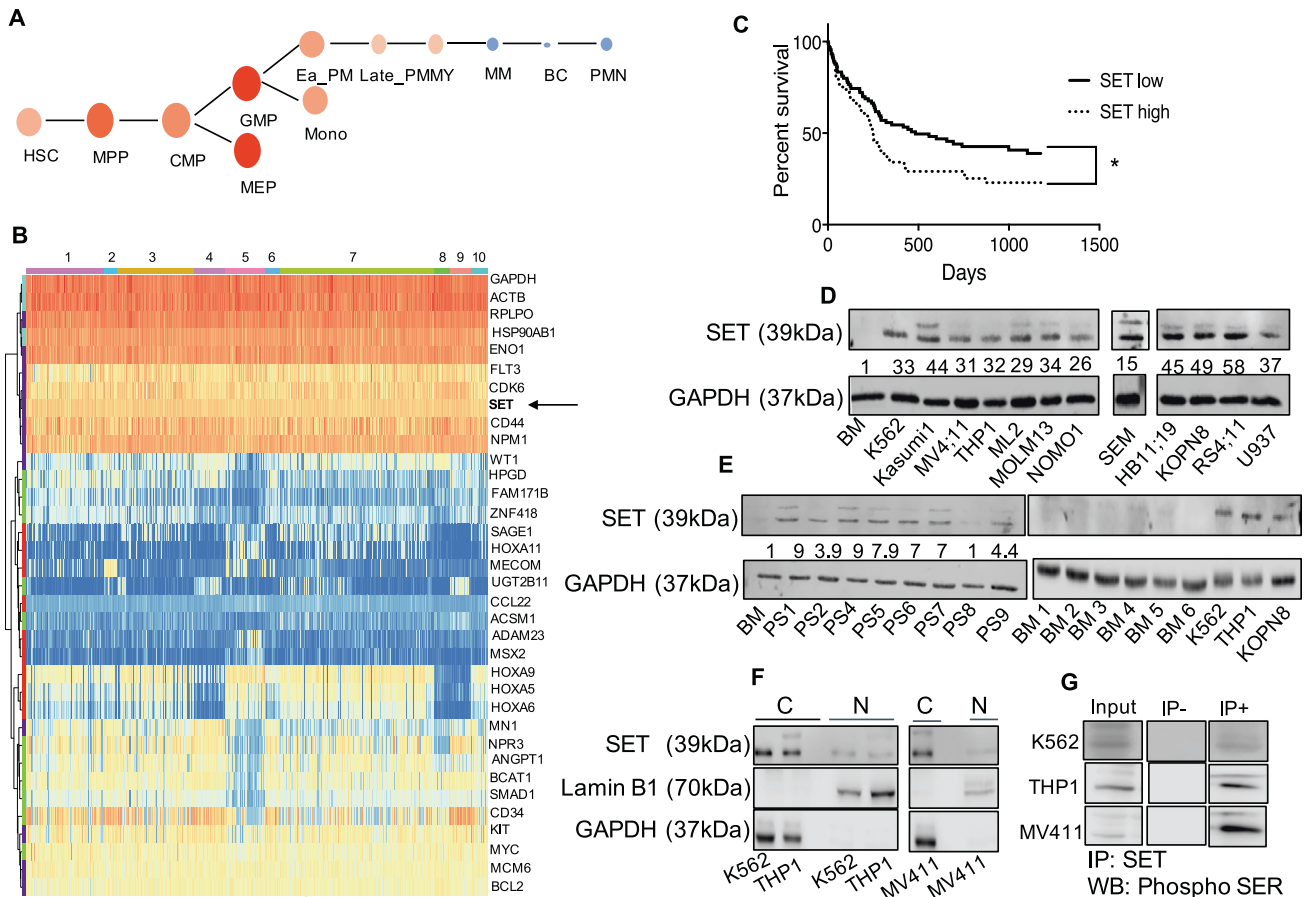 A
Ea_PM
Late_PM
MY
MM
BC
PMN
GMP
Mono
HSC
MPP
CMP
MEP
B
1 2 3 4 5 6 7 8 9 10
GAPDH
ACTB
RPLPO
HSP90AB1
ENO1
FLT3
CDK6
SET
CD44
NPM1
WT1
HPGD
FAM171B
ZNF418
SAGE1
HOXA11
MECOM
UGT2B11
CCL22
ACSM1
ADAM23
MSX2
HOXA9
HOXA5
HOXA6
MN1
NPR3
ANGPT1
BCAT1
SMAD1
CD34
KIT
MYC
MCM6
BCL2
C
Percent survival
100
50
0
0 500 1000 1500
Days
SET low
SET high
*
D
SET (39kDa)
1 33 44 31 32 29 34 26 15 45 49 58 37
GAPDH (37kDa)
BM K562 Kasumi1 MV4;11 THP1 ML2 MOLM13 NOMO1 SEM HB11;19 KOPN8 RS4;11 U937
E
SET (39kDa)
1 9 3.9 9 7.9 7 7 1 4.4
GAPDH (37kDa)
BM PS1 PS2 PS4 PS5 PS6 PS7 PS8 PS9 BM 1 BM 2 BM 3 BM 4 BM 5 BM 6 K562 THP1 KOPN8
F
C N C N
SET (39kDa)
Lamin B1 (70kDa)
GAPDH (37kDa)
K562 THP1 K562 THP1 MV411 MV411
G
Input IP- IP+
K562
THP1
MV411
IP: SET
WB: Phospho SER